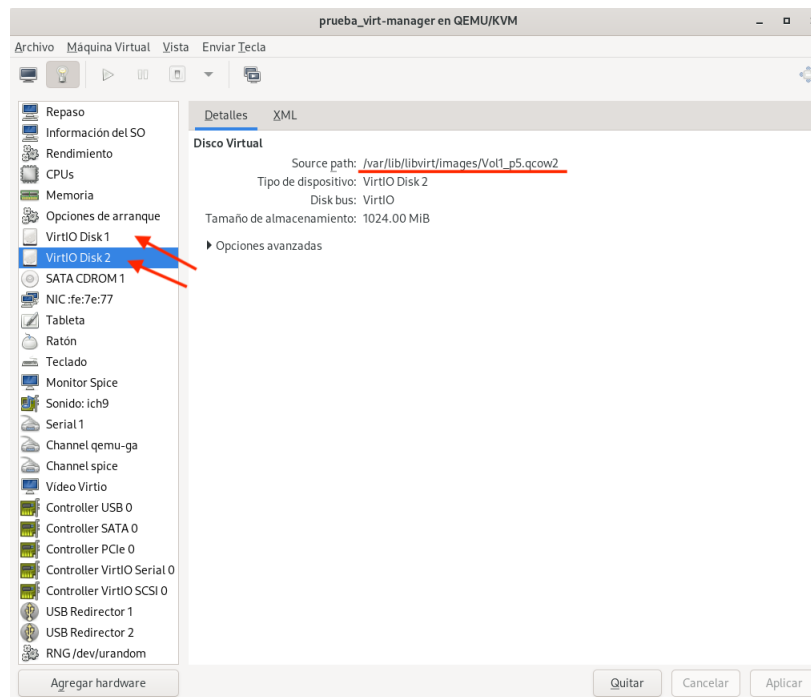 prueba_virt-manager en QEMU/KVM
Archivo Máquina Virtual Vista Enviar Tecla
Repaso
Información del SO
Rendimiento
CPUs
Memoria
Opciones de arranque
VirtIO Disk 1
VirtIO Disk 2
SATA CDROM 1
NIC :fe:7e:77
Tableta
Ratón
Teclado
Monitor Spice
Sonido: ich9
Serial 1
Channel qemu-ga
Channel spice
Vídeo Virtio
Controller USB 0
Controller SATA 0
Controller PCIe 0
Controller VirtIO Serial 0
Controller VirtIO SCSI 0
USB Redirector 1
USB Redirector 2
RNG /dev/urandom
Agregar hardware
Detalles XML
Disco Virtual
Source path: /var/lib/libvirt/images/Vol1_p5.qcow2
Tipo de dispositivo: VirtIO Disk 2
Disk bus: VirtIO
Tamaño de almacenamiento: 1024.00 MiB
Opciones avanzadas
Quitar Cancelar Aplicar